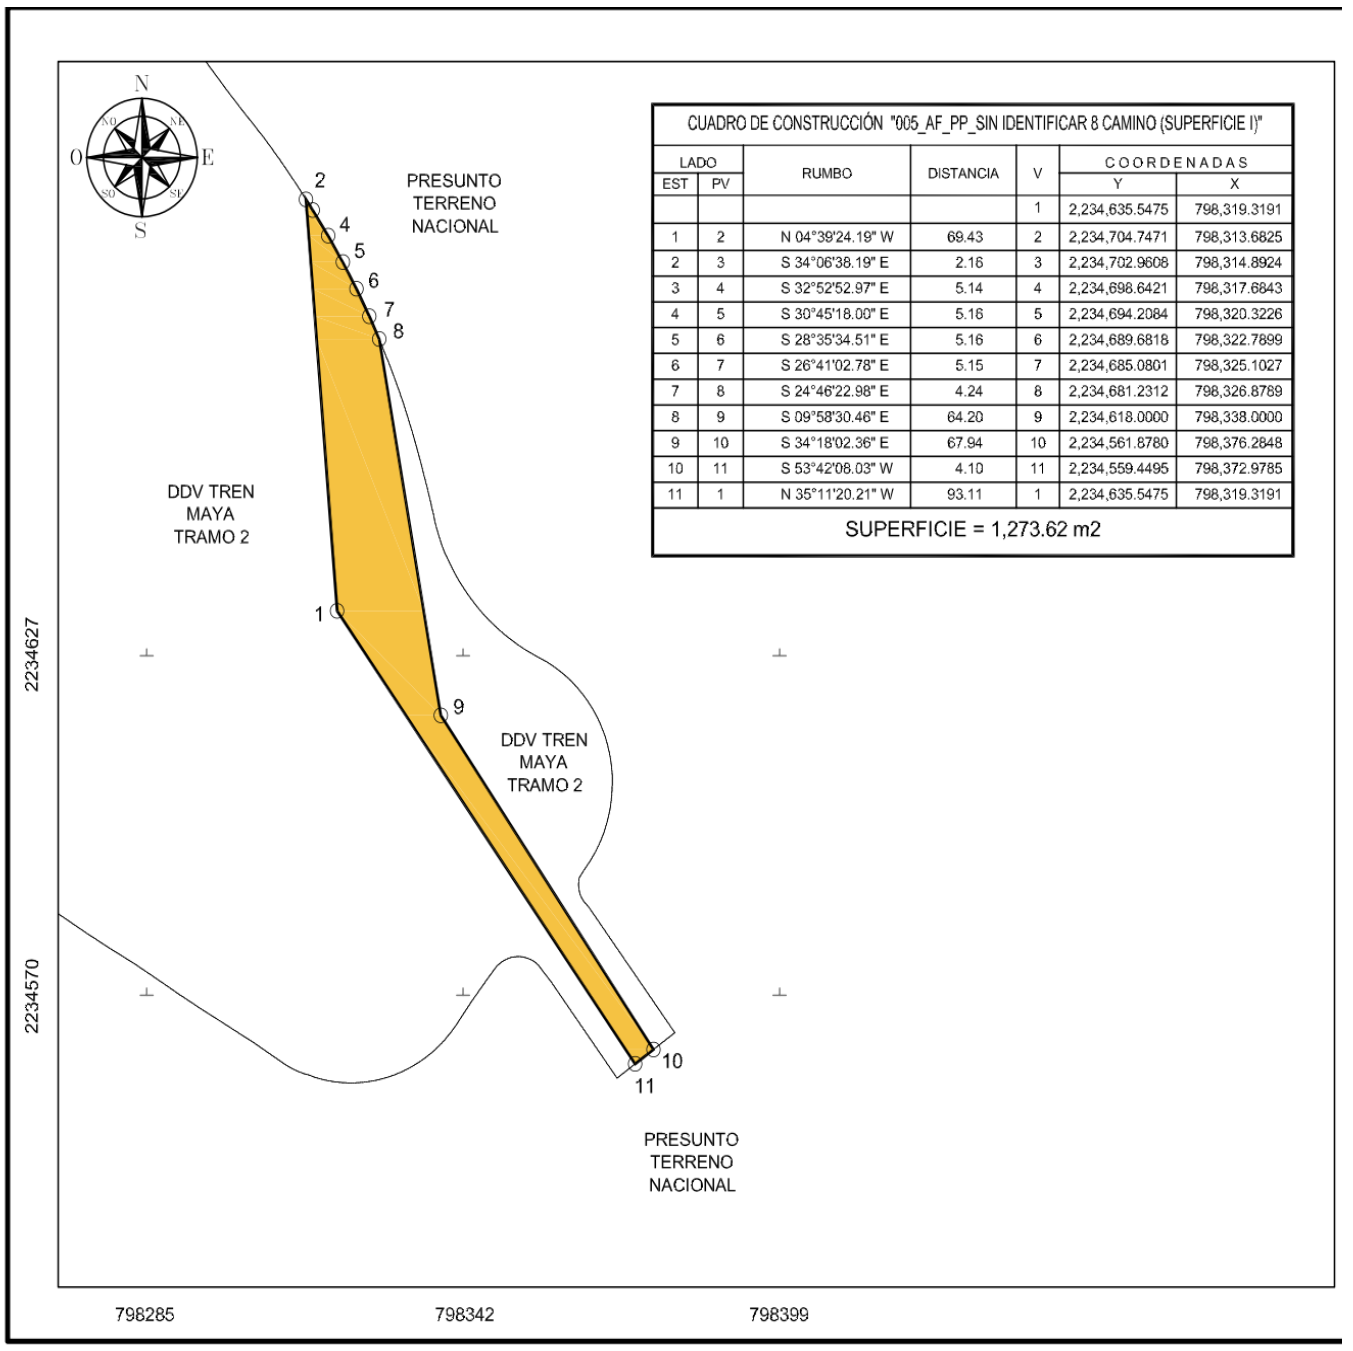 N
NO
NE
O
E
SO
SE
S
CUADRO DE CONSTRUCCIÓN "005_AF_PP_SIN IDENTIFICAR 8 CAMINO (SUPERFICIE I)"
LADO RUMBO DISTANCIA V COORDENADAS
EST PV Y X
1 2,234,635.5475 798,319.3191
1 2 N 04°39'24.19" W 69.43 2 2,234,704.7471 798,313.6825
2 3 S 34°06'38.19" E 2.16 3 2,234,702.9608 798,314.8924
3 4 S 32°52'52.97" E 5.14 4 2,234,698.6421 798,317.6843
4 5 S 30°45'18.00" E 5.16 5 2,234,694.2084 798,320.3226
5 6 S 28°35'34.51" E 5.16 6 2,234,689.6818 798,322.7899
6 7 S 26°41'02.78" E 5.15 7 2,234,685.0801 798,325.1027
7 8 S 24°46'22.98" E 4.24 8 2,234,681.2312 798,326.8789
8 9 S 09°58'30.46" E 64.20 9 2,234,618.0000 798,338.0000
9 10 S 34°18'02.36" E 67.94 10 2,234,561.8780 798,376.2848
10 11 S 53°42'08.03" W 4.10 11 2,234,559.4495 798,372.9785
11 1 N 35°11'20.21" W 93.11 1 2,234,635.5475 798,319.3191
SUPERFICIE = 1,273.62 m2
PRESUNTO
TERRENO
NACIONAL
2
4
5
6
7
8
DDV TREN
MAYA
TRAMO 2
1
9
DDV TREN
MAYA
TRAMO 2
10
11
PRESUNTO
TERRENO
NACIONAL
2234627
2234570
798285
798342
798399